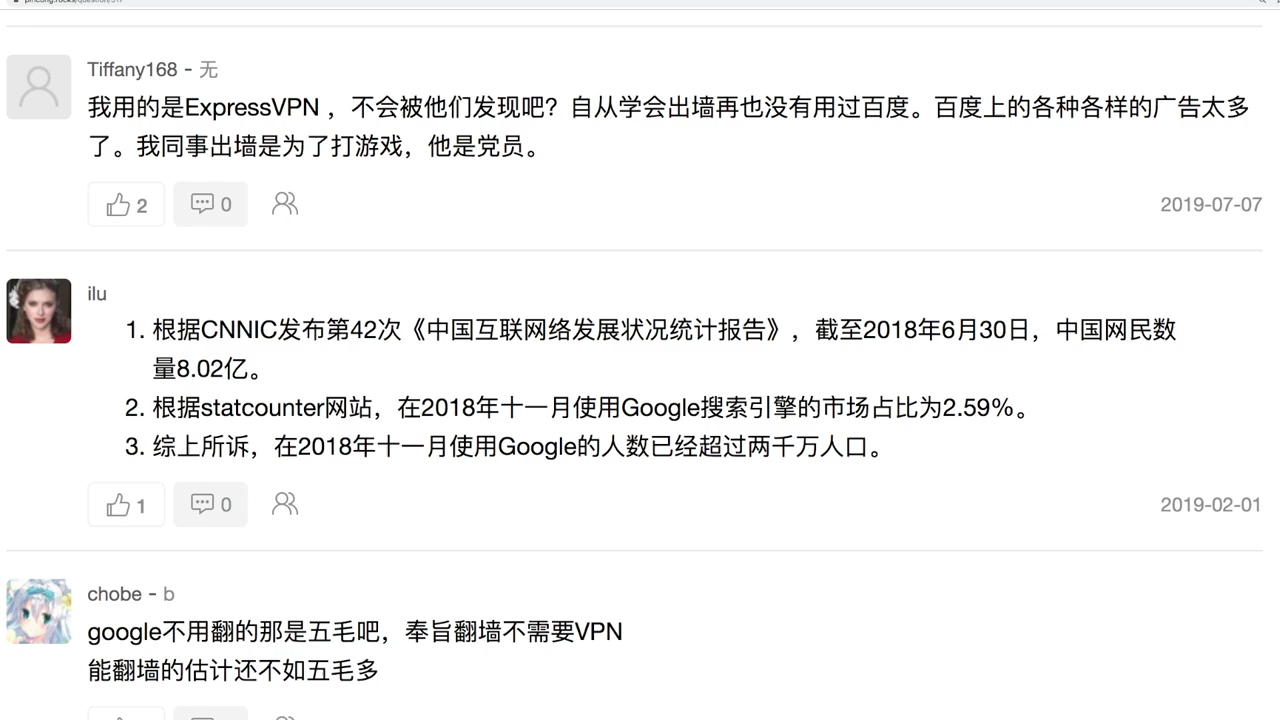 Tiffany168 - 无
我用的是ExpressVPN ，不会被他们发现吧？自从学会出墙再也没有用过百度。百度上的各种各样的广告太多
了。我同事出墙是为了打游戏，他是党员。
2
0
2019-07-07
ilu
1. 根据CNNIC发布第42次《中国互联网络发展状况统计报告》，截至2018年6月30日，中国网民数
量8.02亿。
2. 根据statcounter网站，在2018年十一月使用Google搜索引擎的市场占比为2.59%。
3. 综上所诉，在2018年十一月使用Google的人数已经超过两千万人口。
1
0
2019-02-01
chobe - b
google不用翻的那是五毛吧，奉旨翻墙不需要VPN
能翻墙的估计还不如五毛多